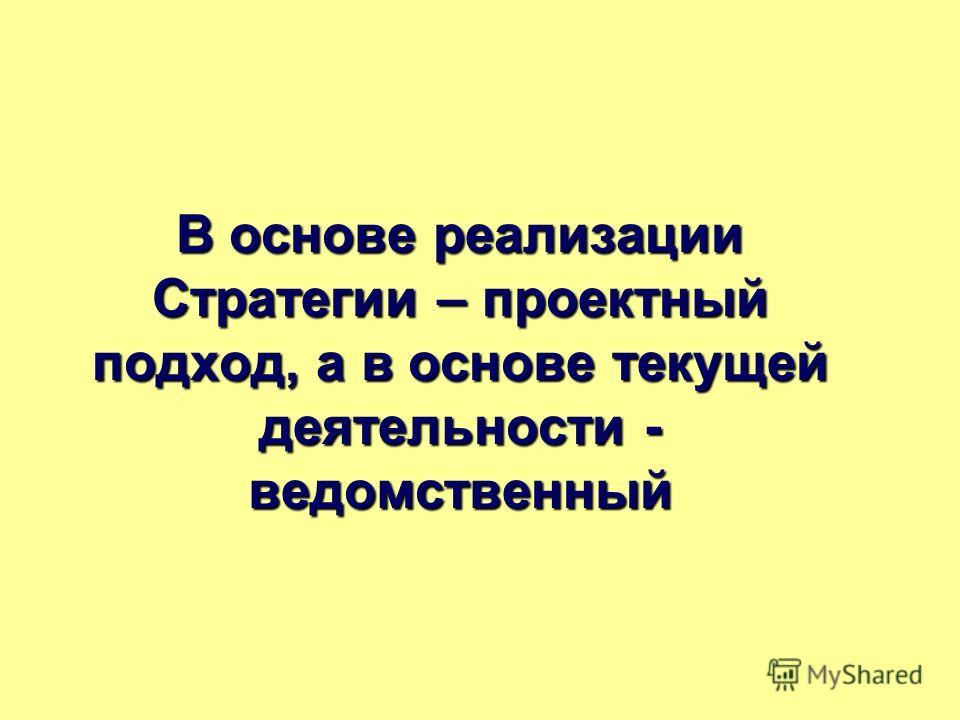 В основе реализации
Стратегии – проектный
подход, а в основе текущей
деятельности -
ведомственный
MyShared